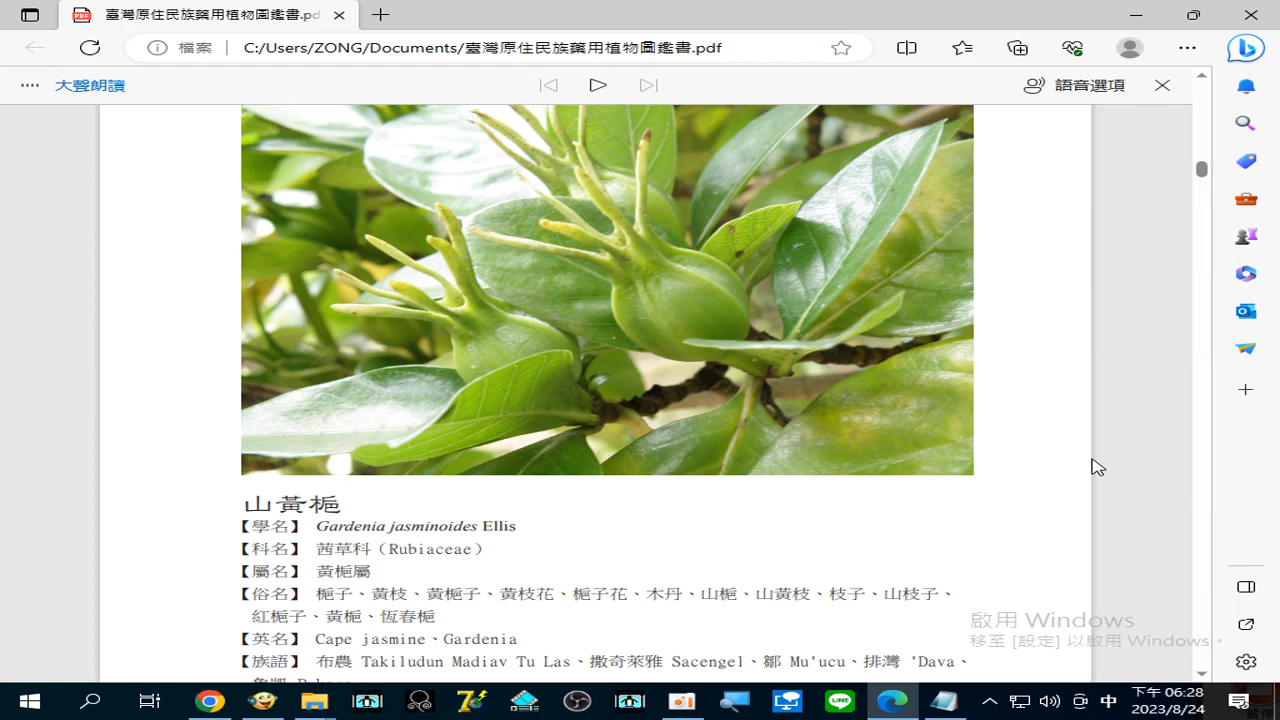 臺灣原住民族藥用植物圖鑑書.pd
檔案
C:/Users/ZONG/Documents/臺灣原住民族藥用植物圖鑑書.pdf
大聲朗讀
語音選項
山黃梔
【學名】 Gardenia jasminoides Ellis
【科名】 茜草科（Rubiaceae）
【屬名】 黃梔屬
【俗名】 梔子、黃枝、黃梔子、黃枝花、梔子花、木丹、山梔、山黃枝、枝子、山枝子、
紅梔子、黃梔、恆春梔
【英名】 Cape jasmine、Gardenia
【族語】 布農 Takiludun Madiav Tu Las、撒奇萊雅 Sacengel、鄒 Mu'ucu、排灣 'Dava、
啟用 Windows
移至 [設定] 以啟用 Windows。
LINE
中
下午 06:28
2023/8/24